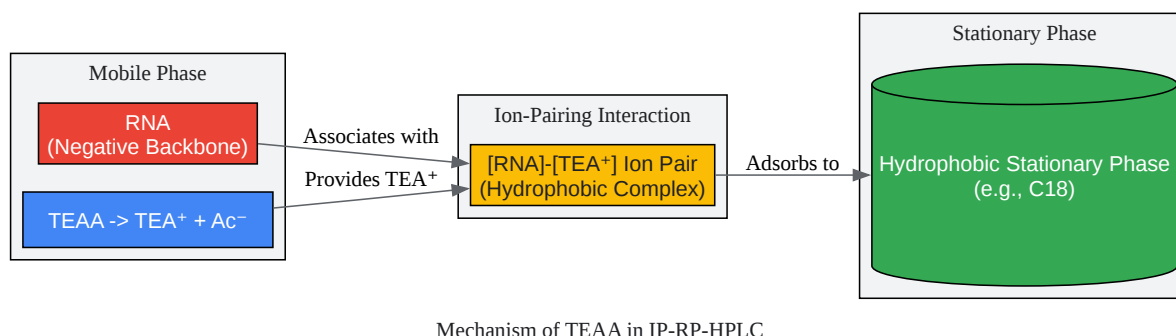 Mobile Phase
RNA
(Negative Backbone)
TEAA -> TEA⁺ + Ac⁻
Associates with
Provides TEA⁺
Ion-Pairing Interaction
[RNA]-[TEA⁺] Ion Pair
(Hydrophobic Complex)
Adsorbs to
Stationary Phase
Hydrophobic Stationary Phase
(e.g., C18)
Mechanism of TEAA in IP-RP-HPLC